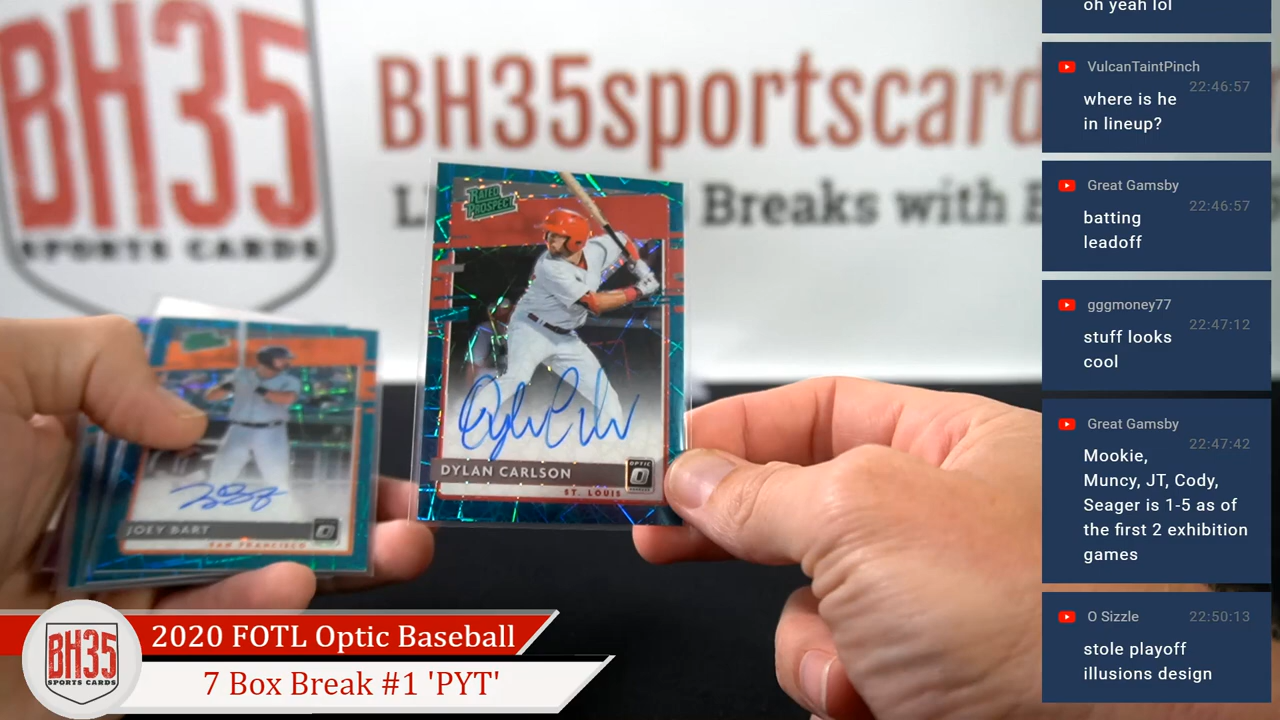 BH35
SPORTS CARDS
BH35sportscard
Breaks with
RATED
PROSPECT
DYLAN CARLSON
OPTIC
ST. LOUIS
JOEY BART
SAN FRANCISCO
BH35
SPORTS CARDS
2020 FOTL Optic Baseball
7 Box Break #1 'PYT'
oh yeah lol
VulcanTaintPinch
22:46:57
where is he
in lineup?
Great Gamsby
22:46:57
batting
leadoff
gggmoney77
22:47:12
stuff looks
cool
Great Gamsby
22:47:42
Mookie,
Muncy, JT, Cody,
Seager is 1-5 as of
the first 2 exhibition
games
O Sizzle
22:50:13
stole playoff
illusions design